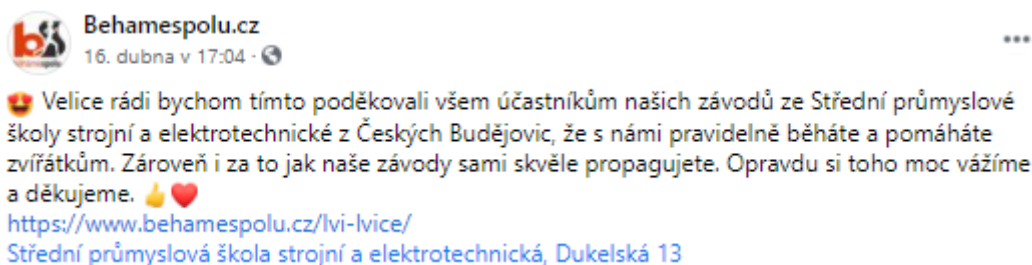 Behamespolu.cz
16. dubna v 17:04 ·
😍 Velice rádi bychom tímto poděkovali všem účastníkům našich závodů ze Střední průmyslové
školy strojní a elektrotechnické z Českých Budějovic, že s námi pravidelně běháte a pomáháte
zvířátkům. Zároveň i za to jak naše závody sami skvěle propagujete. Opravdu si toho moc vážíme
a děkujeme. 👍❤️
https://www.behamespolu.cz/lvi-lvice/
Střední průmyslová škola strojní a elektrotechnická, Dukelská 13